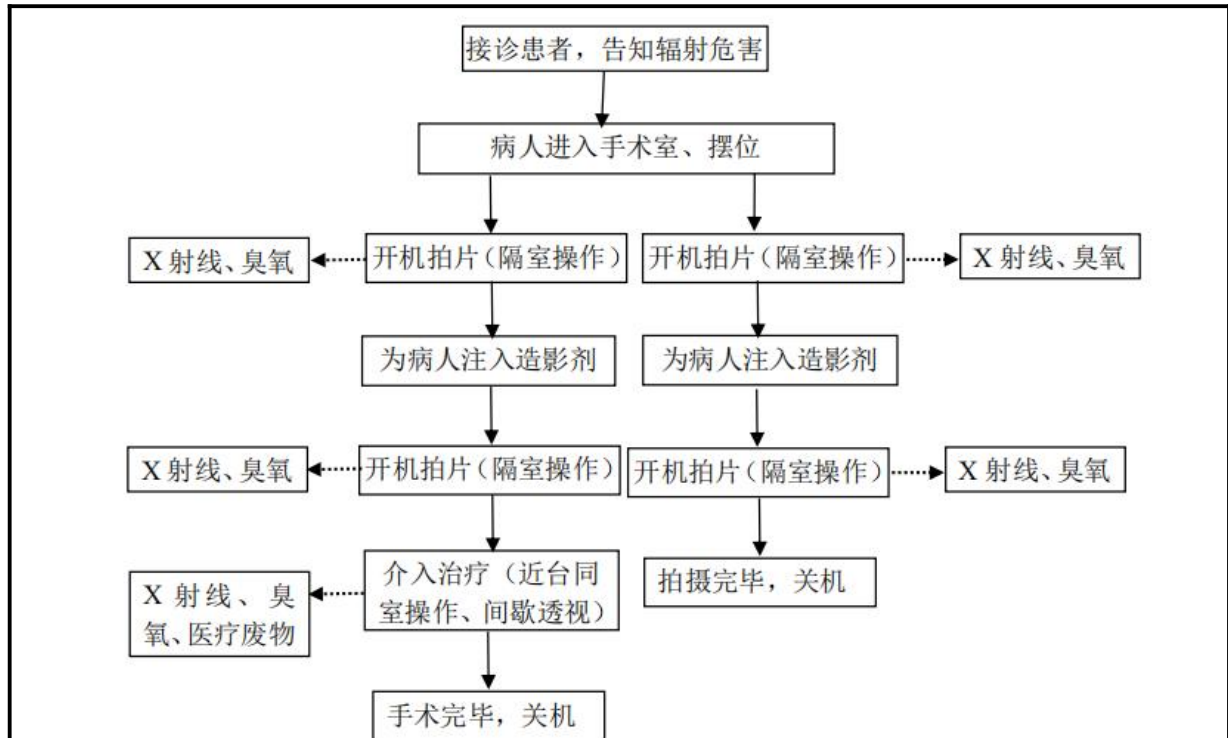 接诊患者，告知辐射危害
病人进入手术室、摆位
X 射线、臭氧
开机拍片（隔室操作）
开机拍片（隔室操作）
X 射线、臭氧
为病人注入造影剂
为病人注入造影剂
X 射线、臭氧
开机拍片（隔室操作）
开机拍片（隔室操作）
X 射线、臭氧
X 射线、臭
氧、医疗废物
介入治疗（近台同
室操作、间歇透视）
拍摄完毕，关机
手术完毕，关机